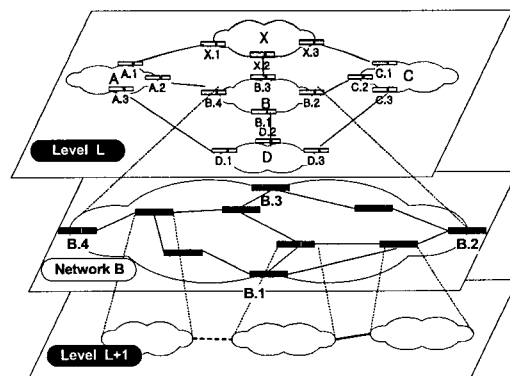 X
X.1
X.3
X.2
A.1
A
A.2
A.3
C.1
C
C.2
C.3
B.3
B.4
B
B.2
B.1
D.2
D.1
D
D.3
Level L
B.3
B.4
B.2
Network B
B.1
Level L+1